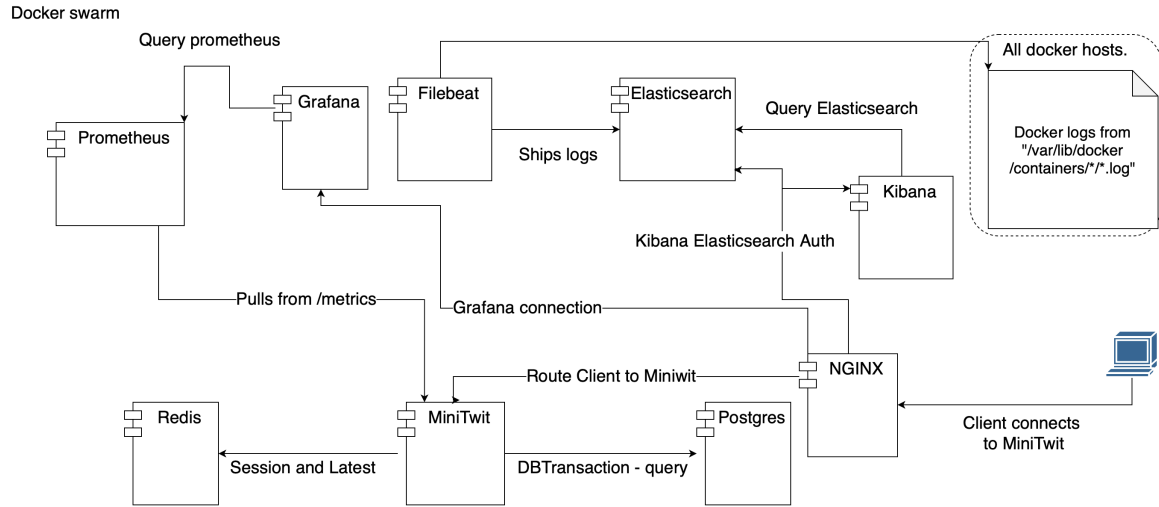 Docker swarm
Query prometheus
All docker hosts.
Grafana
Filebeat
Elasticsearch
Query Elasticsearch
Prometheus
Docker logs from
"/var/lib/docker
/containers/*/*.log"
Ships logs
Kibana
Kibana Elasticsearch Auth
Pulls from /metrics
Grafana connection
NGINX
Route Client to Miniwit
Redis
MiniTwit
Postgres
Client connects
to MiniTwit
Session and Latest
DBTransaction - query